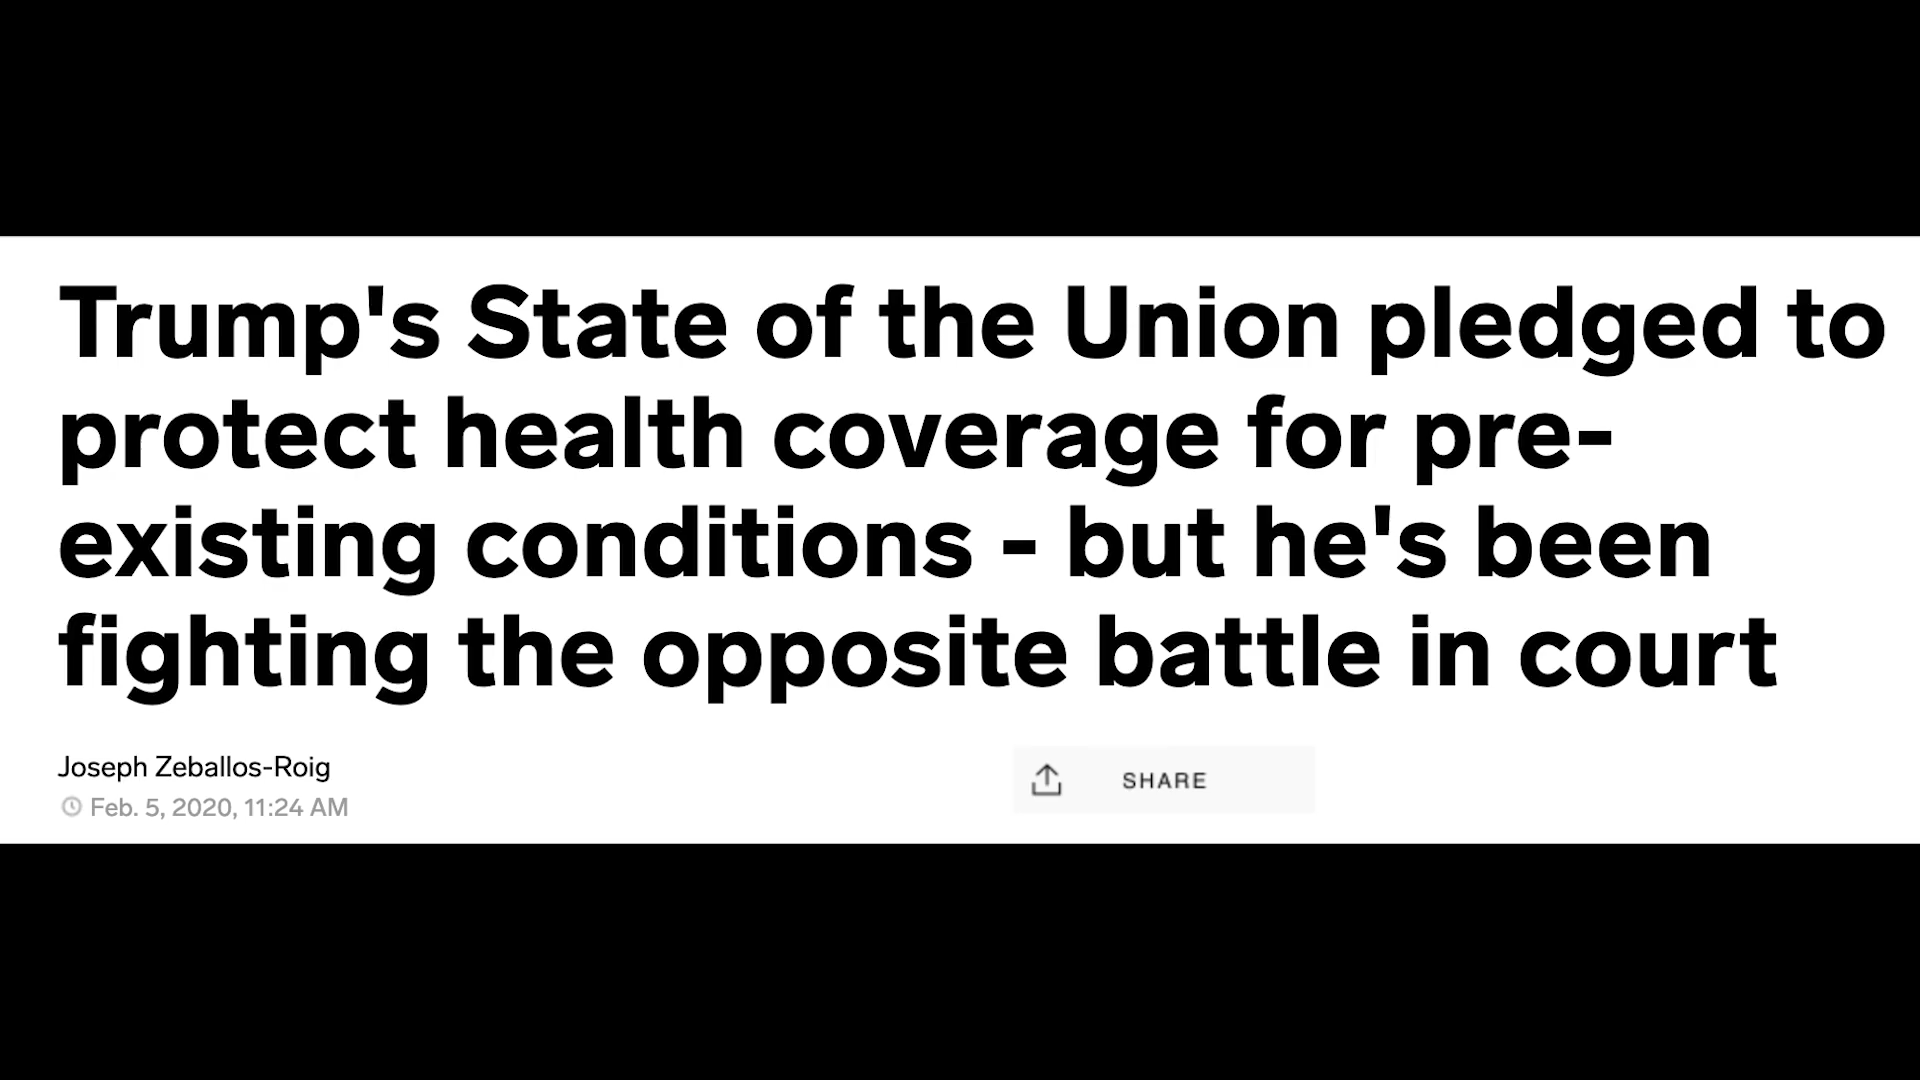 Trump's State of the Union pledged to
protect health coverage for pre-
existing conditions - but he's been
fighting the opposite battle in court
Joseph Zeballos-Roig
Feb. 5, 2020, 11:24 AM
SHARE